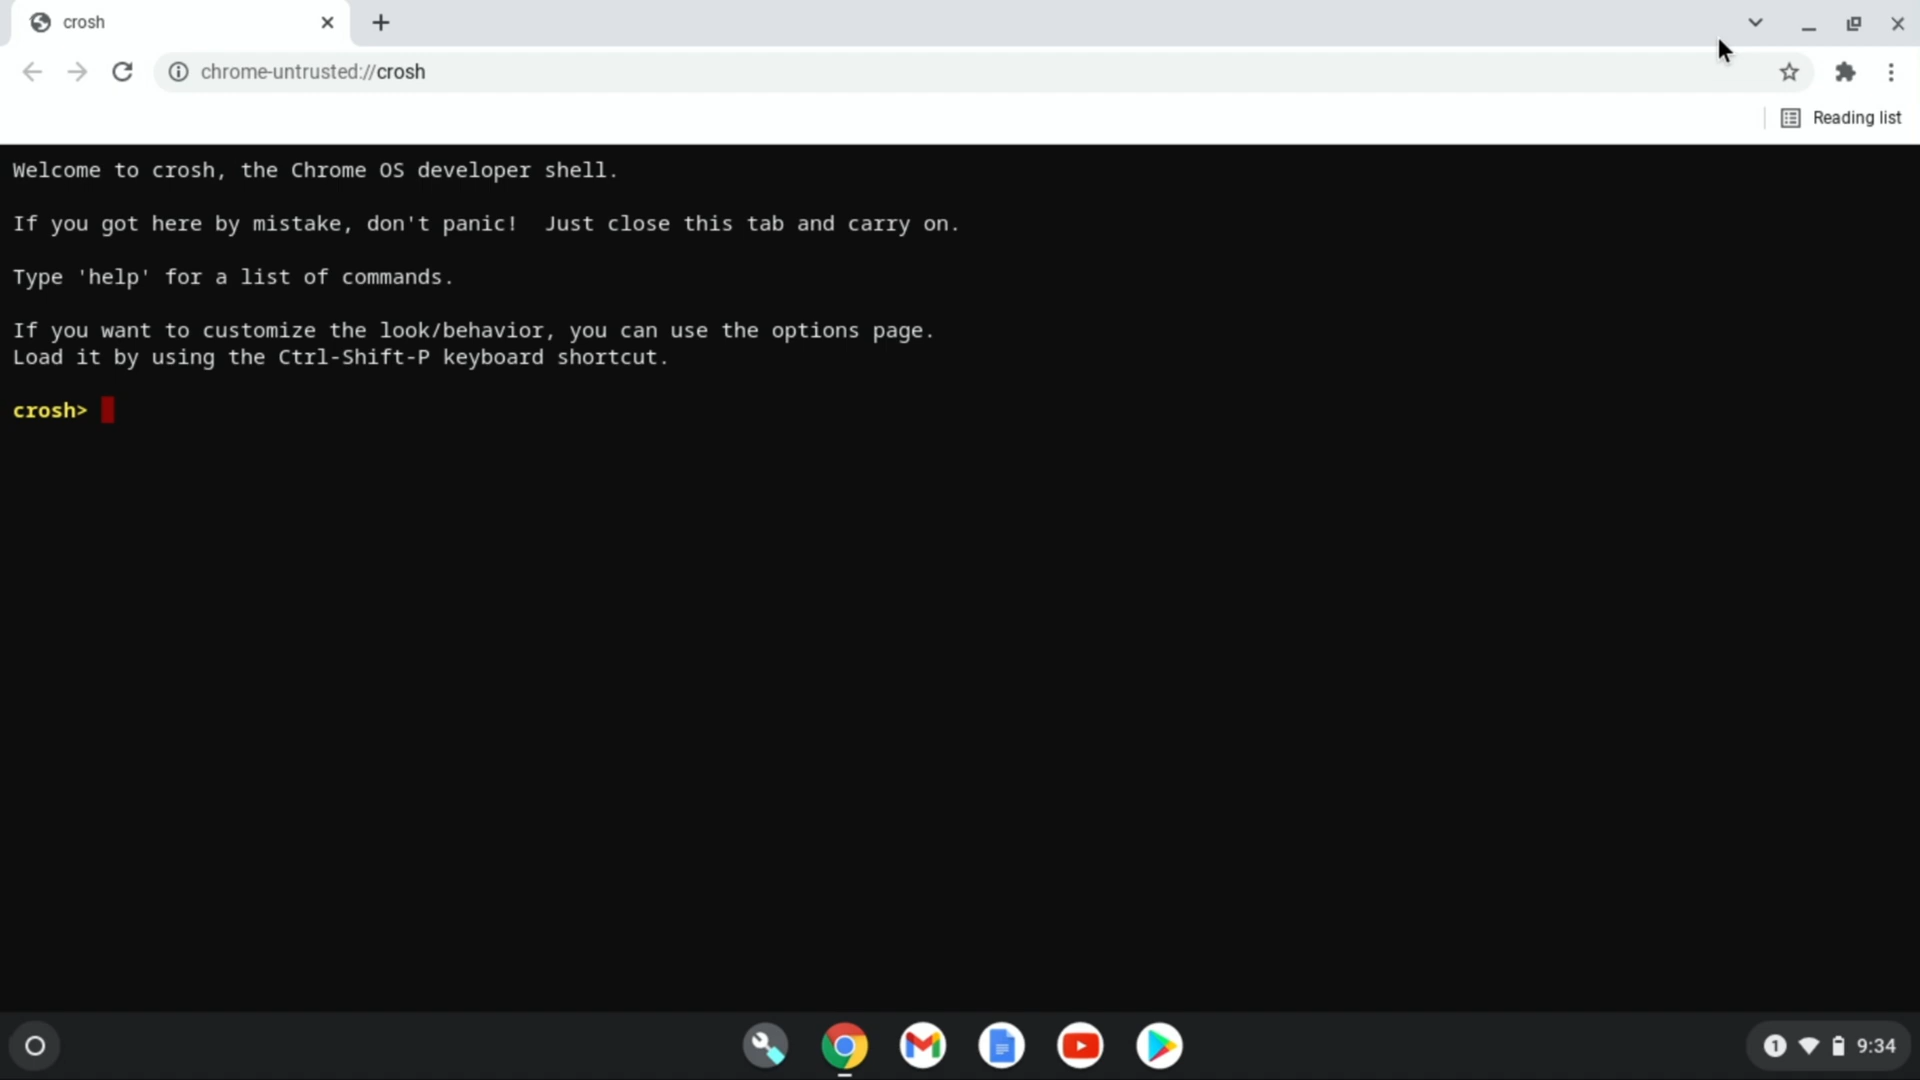 crosh
chrome-untrusted://crosh
Reading list
Welcome to crosh, the Chrome OS developer shell.
If you got here by mistake, don't panic!  Just close this tab and carry on.
Type 'help' for a list of commands.
If you want to customize the look/behavior, you can use the options page.
Load it by using the Ctrl-Shift-P keyboard shortcut.
crosh>
1 9:34